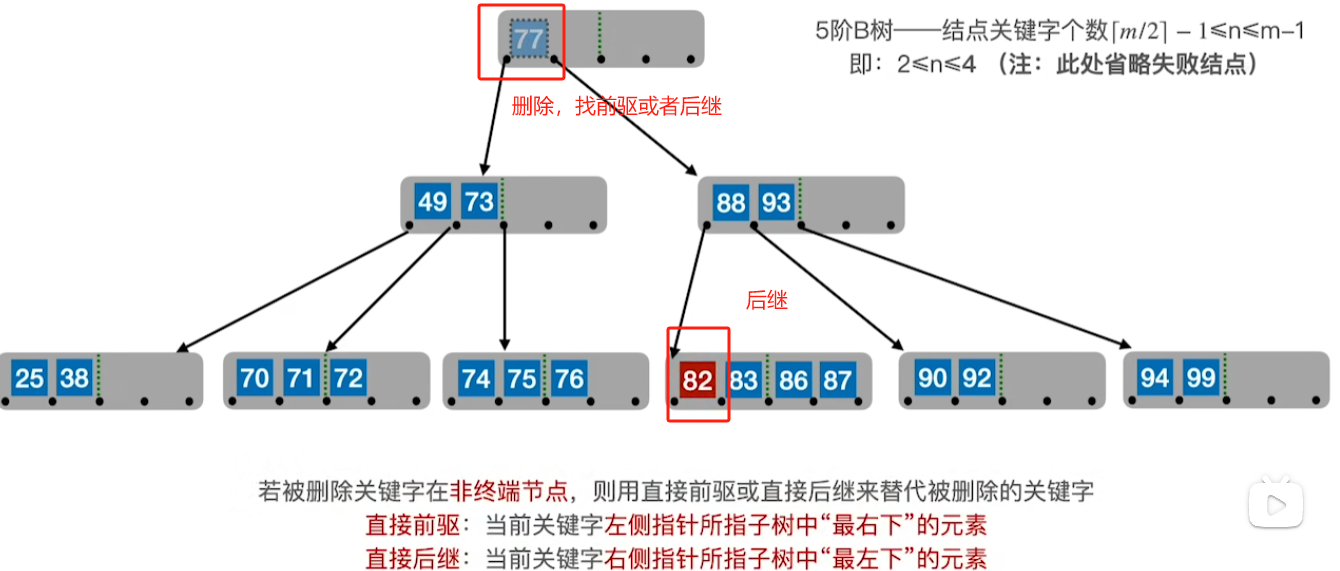 77
5阶B树——结点关键字个数⌈m/2⌉ − 1≤n≤m−1
即：2≤n≤4 （注：此处省略失败结点）
删除，找前驱或者后继
49 73
88 93
后继
25 38
70 71 72
74 75 76
82 83 86 87
90 92
94 99
若被删除关键字在非终端节点，则用直接前驱或直接后继来替代被删除的关键字
直接前驱：当前关键字左侧指针所指子树中“最右下”的元素
直接后继：当前关键字右侧指针所指子树中“最左下”的元素